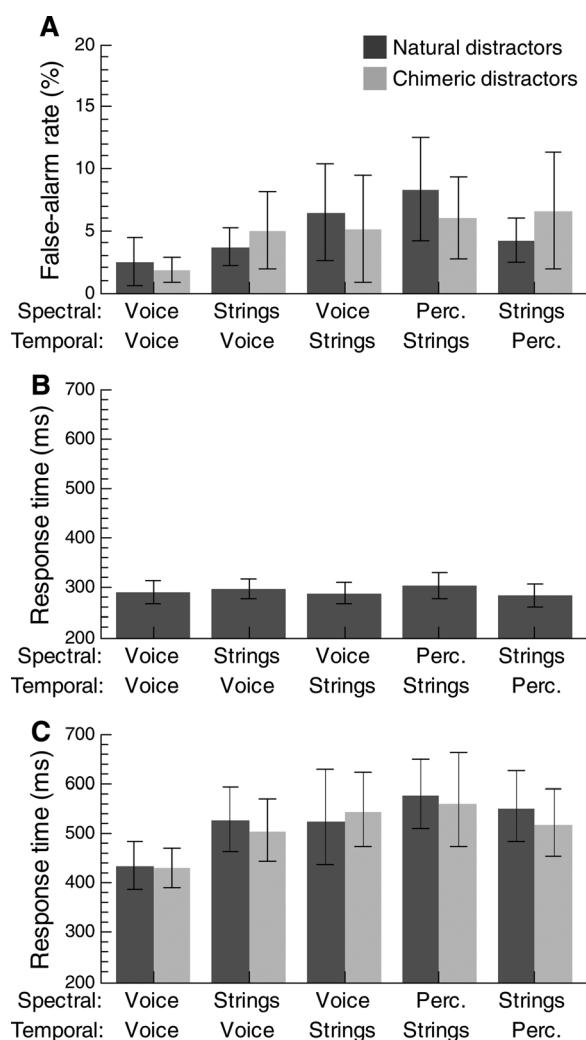 A
False-alarm rate (%)
20
15
10
5
0
Natural distractors
Chimeric distractors
Spectral: Voice Strings Voice Perc. Strings
Temporal: Voice Voice Strings Strings Perc.
B
Response time (ms)
700
600
500
400
300
200
Spectral: Voice Strings Voice Perc. Strings
Temporal: Voice Voice Strings Strings Perc.
C
Response time (ms)
700
600
500
400
300
200
Spectral: Voice Strings Voice Perc. Strings
Temporal: Voice Voice Strings Strings Perc.